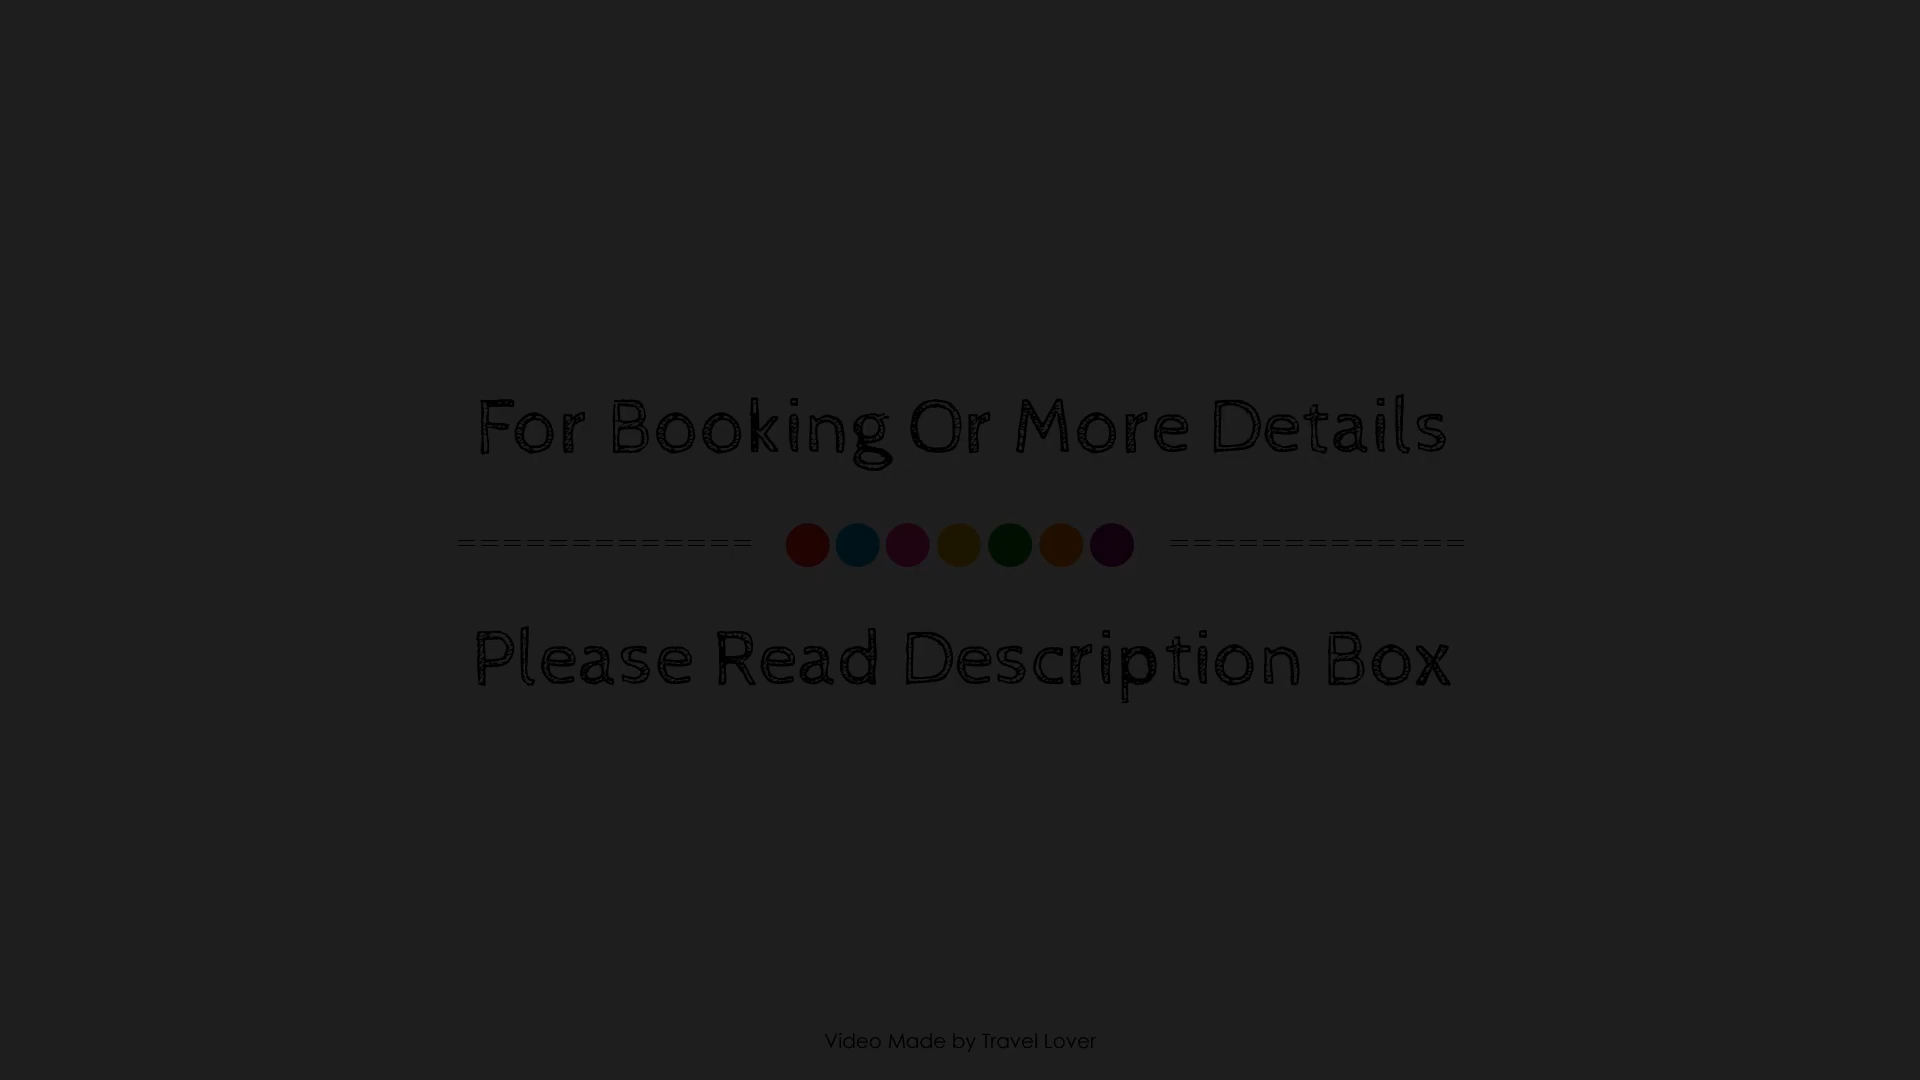 For Booking Or More Details
============= =============
Please Read Description Box
Video Made by Travel Lover